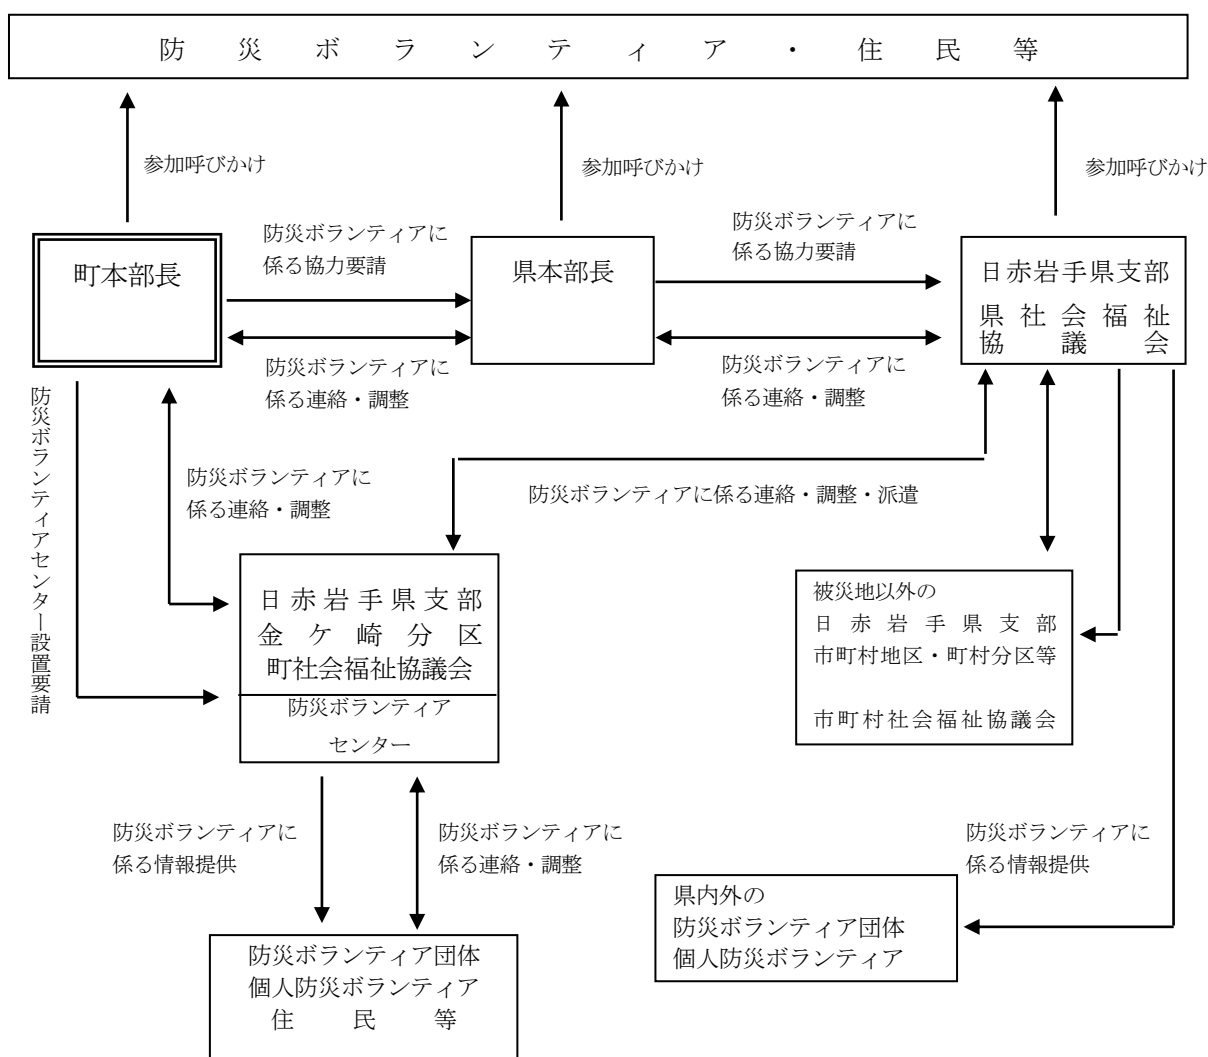 防災ボランティア・住民等
参加呼びかけ
参加呼びかけ
参加呼びかけ
町本部長
防災ボランティアに
係る協力要請
県本部長
防災ボランティアに
係る協力要請
日赤岩手県支部
県社会福祉
協議会
防災ボランティアに
係る連絡・調整
防災ボランティアに
係る連絡・調整
防災ボランティアセンター設置要請
防災ボランティアに
係る連絡・調整
防災ボランティアに係る連絡・調整・派遣
日赤岩手県支部
金ケ崎分区
町社会福祉協議会
防災ボランティア
センター
被災地以外の
日赤岩手県支部
市町村地区・町村分区等
市町村社会福祉協議会
防災ボランティアに
係る情報提供
防災ボランティアに
係る連絡・調整
防災ボランティアに
係る情報提供
県内外の
防災ボランティア団体
個人防災ボランティア
防災ボランティア団体
個人防災ボランティア
住民等